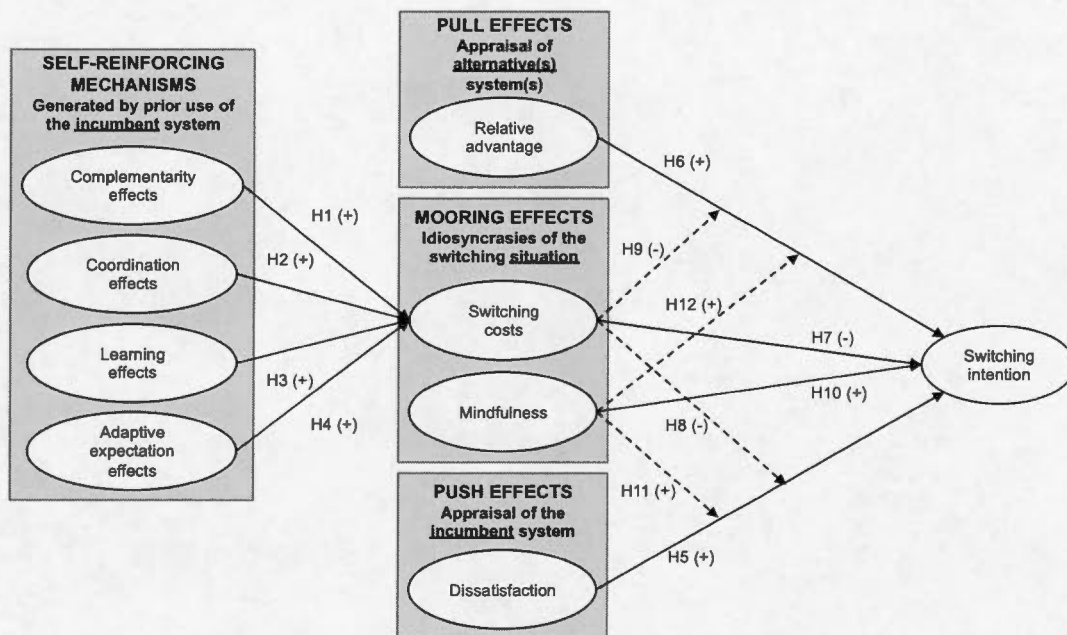 SELF-REINFORCING
MECHANISMS
Generated by prior use of
the incumbent system
Complementarity
effects
Coordination
effects
Learning
effects
Adaptive
expectation
effects
H1 (+)
H2 (+)
H3 (+)
H4 (+)
PULL EFFECTS
Appraisal of
alternative(s)
system(s)
Relative
advantage
MOORING EFFECTS
Idiosyncrasies of the
switching situation
Switching
costs
Mindfulness
PUSH EFFECTS
Appraisal of the
incumbent system
Dissatisfaction
H6 (+)
H9 (-)
H12 (+)
H7 (-)
H10 (+)
H8 (-)
H11 (+)
H5 (+)
Switching
intention